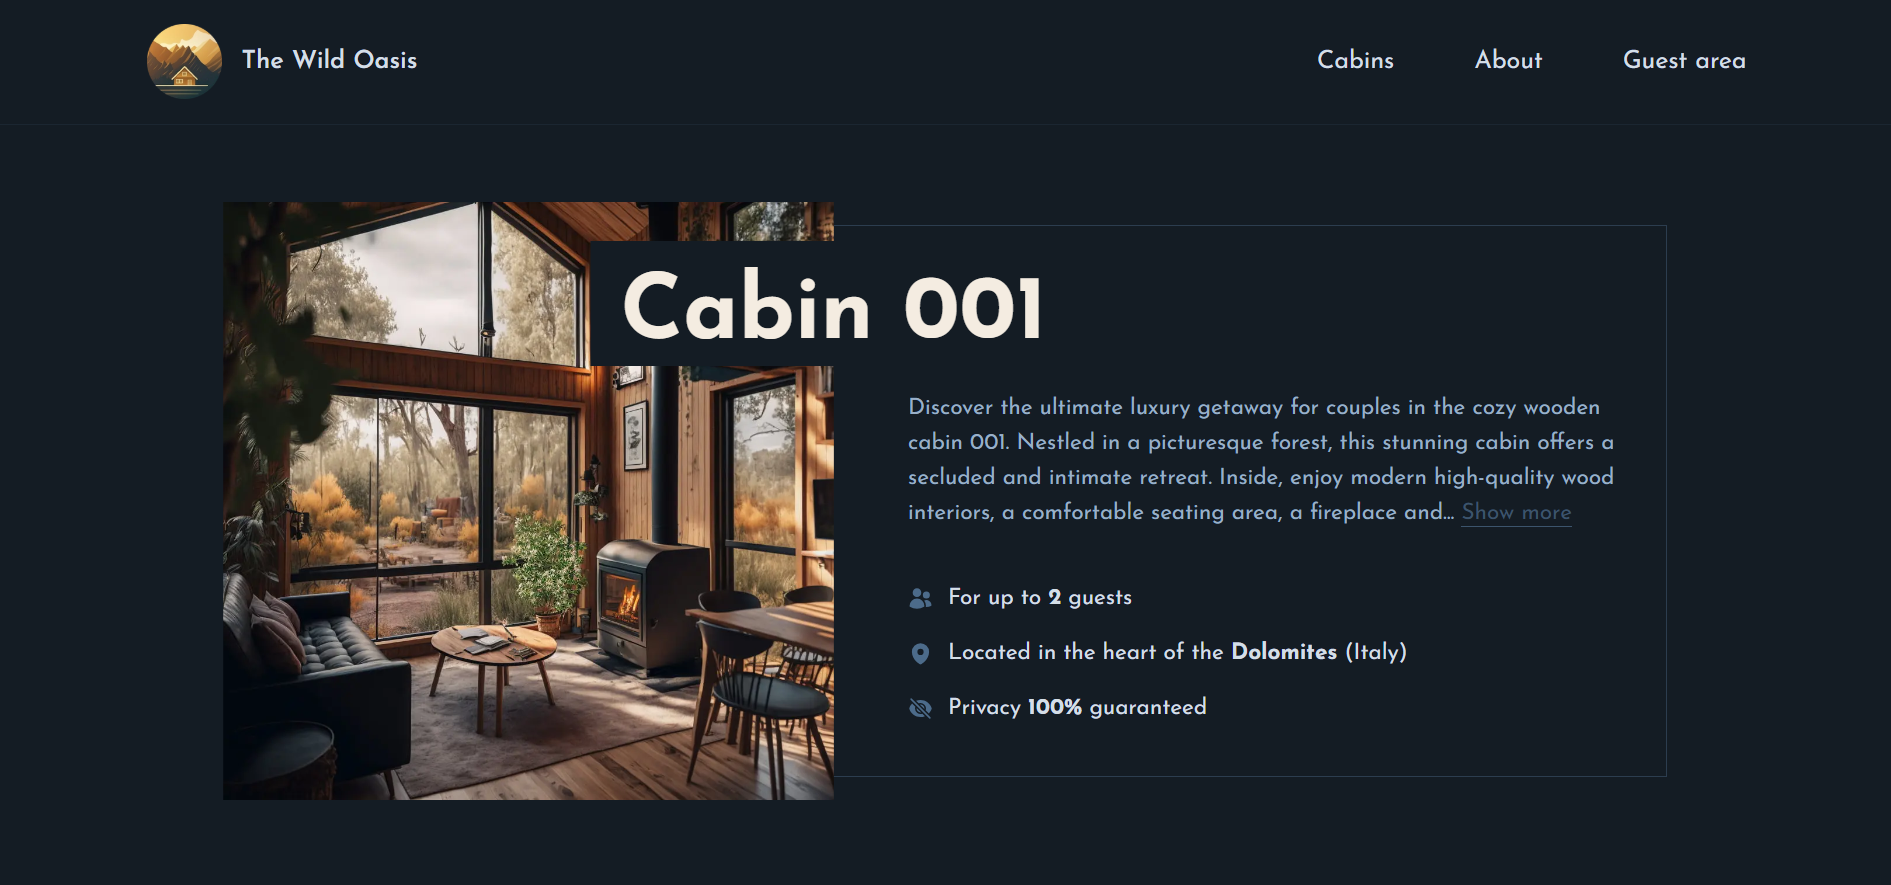 The Wild Oasis
Cabins
About
Guest area
Cabin 001
Discover the ultimate luxury getaway for couples in the cozy wooden
cabin 001. Nestled in a picturesque forest, this stunning cabin offers a
secluded and intimate retreat. Inside, enjoy modern high-quality wood
interiors, a comfortable seating area, a fireplace and... Show more
For up to 2 guests
Located in the heart of the Dolomites (Italy)
Privacy 100% guaranteed